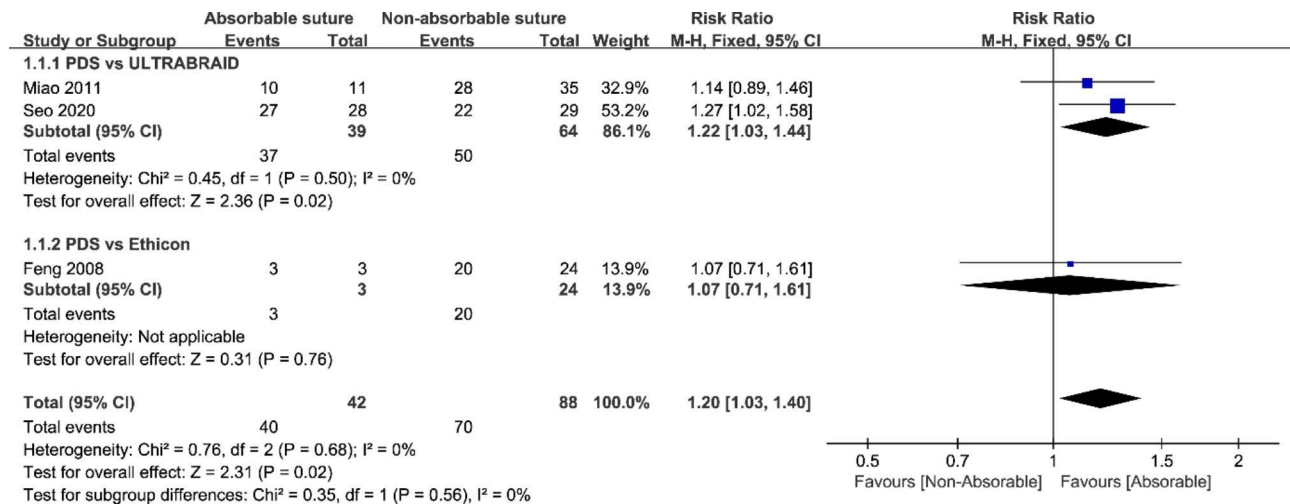 Absorbable suture Non-absorbable suture Risk Ratio Risk Ratio
Study or Subgroup Events Total Events Total Weight M-H, Fixed, 95% CI M-H, Fixed, 95% CI
1.1.1 PDS vs ULTRABRAID
Miao 2011 10 11 28 35 32.9% 1.14 [0.89, 1.46]
Seo 2020 27 28 22 29 53.2% 1.27 [1.02, 1.58]
Subtotal (95% CI) 39 64 86.1% 1.22 [1.03, 1.44]
Total events 37 50
Heterogeneity: Chi² = 0.45, df = 1 (P = 0.50); I² = 0%
Test for overall effect: Z = 2.36 (P = 0.02)
1.1.2 PDS vs Ethicon
Feng 2008 3 3 20 24 13.9% 1.07 [0.71, 1.61]
Subtotal (95% CI) 3 24 13.9% 1.07 [0.71, 1.61]
Total events 3 20
Heterogeneity: Not applicable
Test for overall effect: Z = 0.31 (P = 0.76)
Total (95% CI) 42 88 100.0% 1.20 [1.03, 1.40]
Total events 40 70
Heterogeneity: Chi² = 0.76, df = 2 (P = 0.68); I² = 0%
Test for overall effect: Z = 2.31 (P = 0.02)
Test for subgroup differences: Chi² = 0.35, df = 1 (P = 0.56), I² = 0%
0.5 0.7 1 1.5 2
Favours [Non-Absorable] Favours [Absorable]